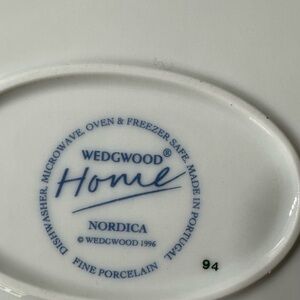 DISHWASHER, MICROWAVE, OVEN & FREEZER SAFE. MADE IN PORTUGAL
WEDGWOOD®
Home
NORDICA
© WEDGWOOD 1996
FINE PORCELAIN
94